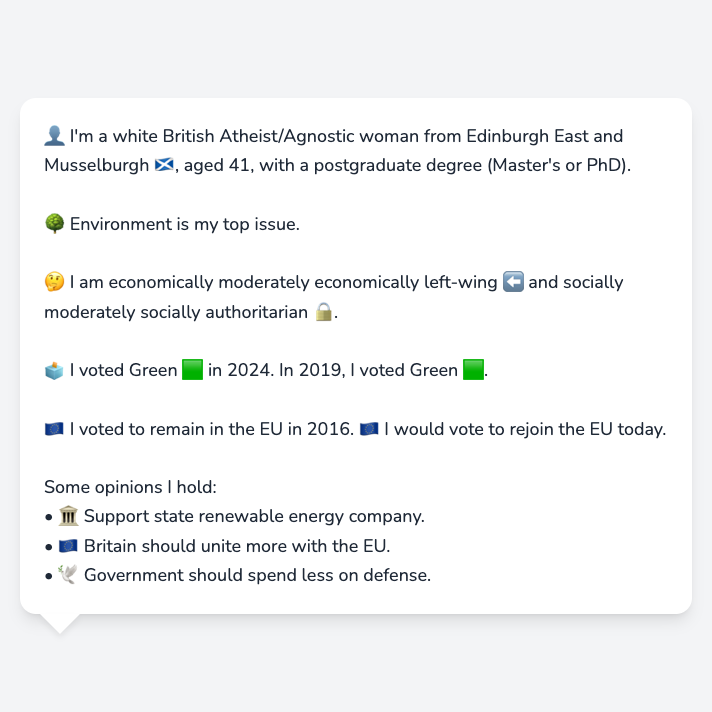 👤 I'm a white British Atheist/Agnostic woman from Edinburgh East and
Musselburgh 🏴󠁧󠁢󠁳󠁣󠁴󠁿, aged 41, with a postgraduate degree (Master's or PhD).
🌳 Environment is my top issue.
🤔 I am economically moderately economically left-wing ⬅️ and socially
moderately socially authoritarian 🔒.
🗳️ I voted Green 🟩 in 2024. In 2019, I voted Green 🟩.
🇪🇺 I voted to remain in the EU in 2016. 🇪🇺 I would vote to rejoin the EU today.
Some opinions I hold:
• 🏛️ Support state renewable energy company.
• 🇪🇺 Britain should unite more with the EU.
• 🕊️ Government should spend less on defense.